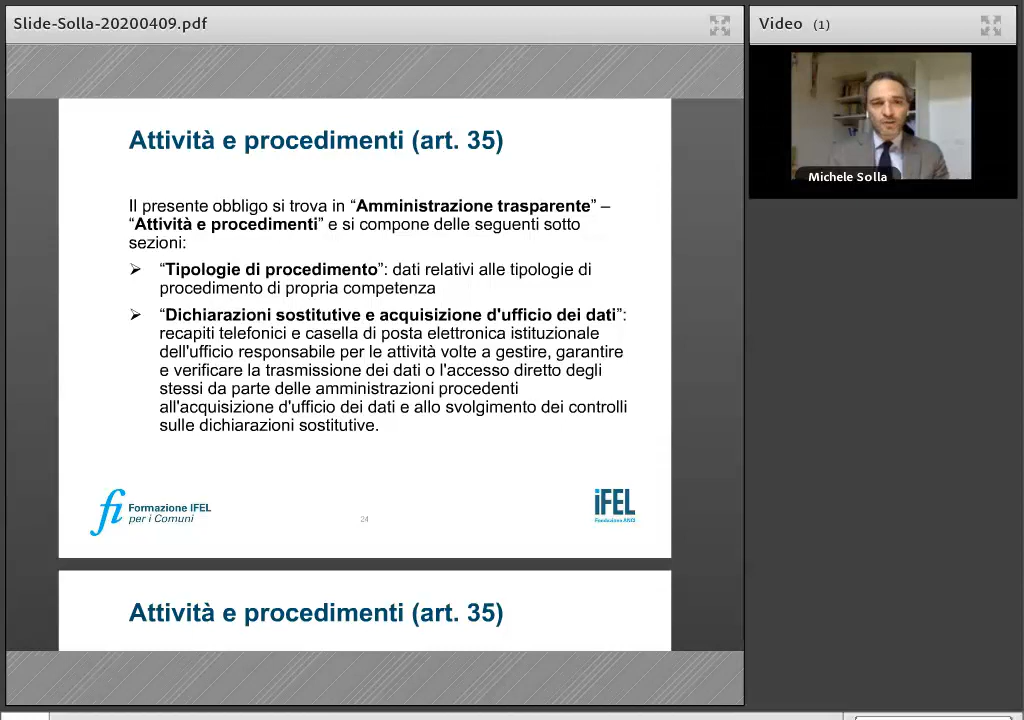 Slide-Solla-20200409.pdf
Video (1)
Michele Solla
Attività e procedimenti (art. 35)
Il presente obbligo si trova in “Amministrazione trasparente” –
“Attività e procedimenti” e si compone delle seguenti sotto
sezioni:
➢ “Tipologie di procedimento”: dati relativi alle tipologie di
procedimento di propria competenza
➢ “Dichiarazioni sostitutive e acquisizione d'ufficio dei dati”:
recapiti telefonici e casella di posta elettronica istituzionale
dell'ufficio responsabile per le attività volte a gestire, garantire
e verificare la trasmissione dei dati o l'accesso diretto degli
stessi da parte delle amministrazioni procedenti
all'acquisizione d'ufficio dei dati e allo svolgimento dei controlli
sulle dichiarazioni sostitutive.
fi Formazione IFEL
per i Comuni
24
iFEL
Fondazione ANCI
Attività e procedimenti (art. 35)